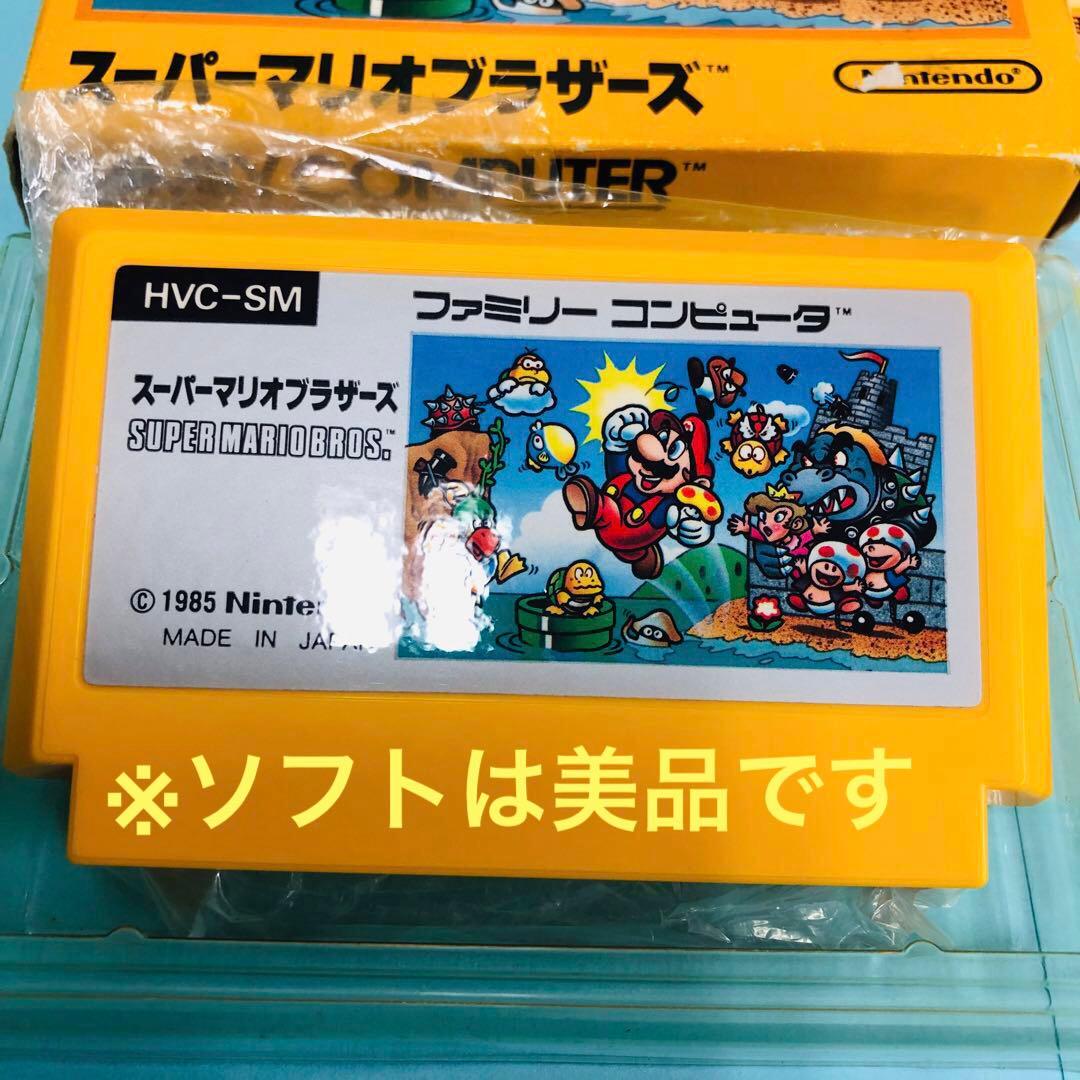 スーパーマリオブラザーズ™
Nintendo®
COMPUTER™
HVC-SM
ファミリー コンピュータ™
スーパーマリオブラザーズ
SUPER MARIO BROS.™
© 1985
MADE IN
※ソフトは美品です